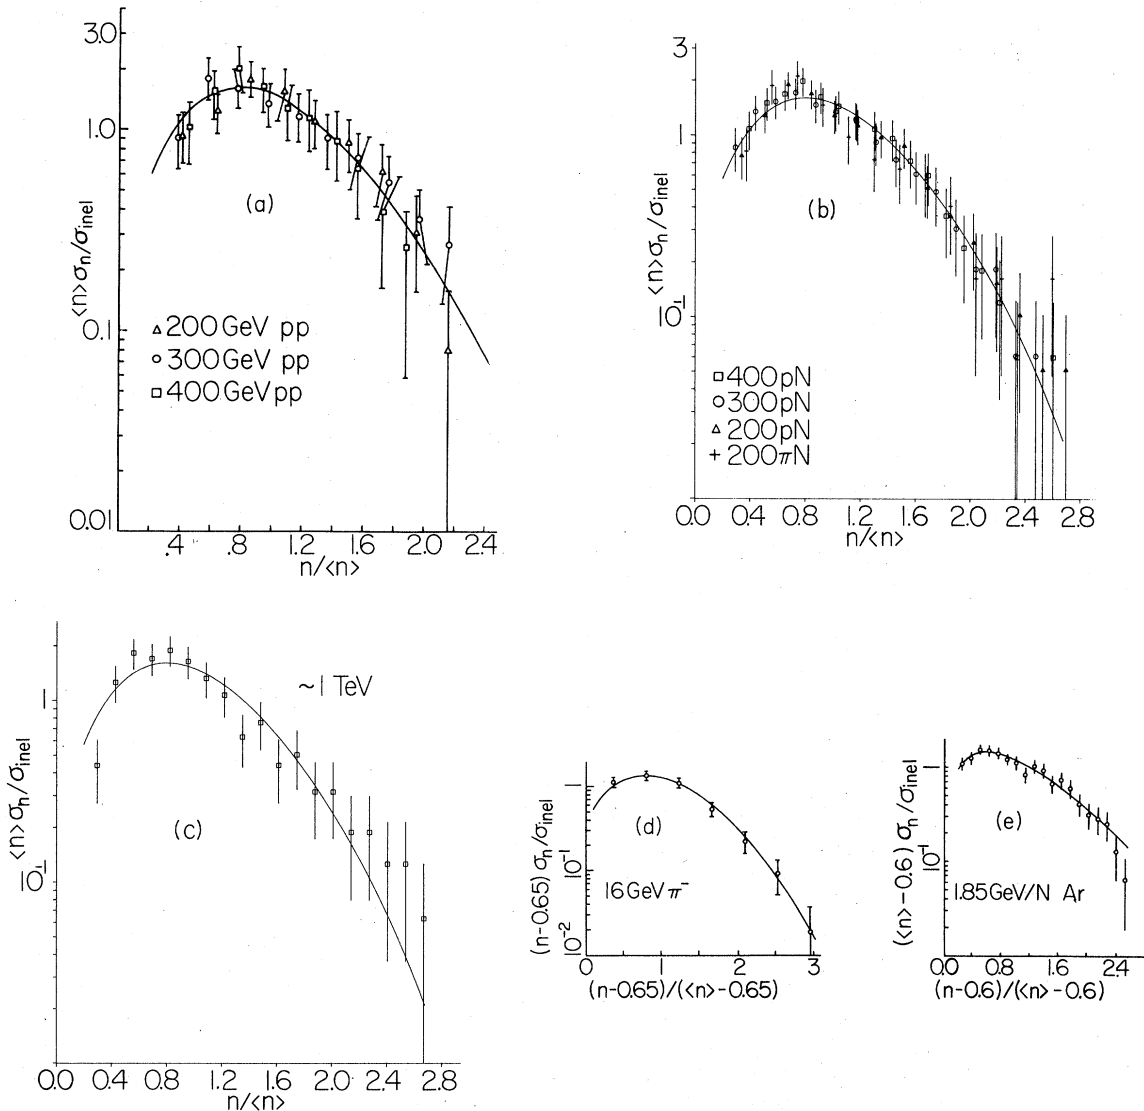 3.0
1.0
0.1
0.01
<n>σn/σinel
(a)
△ 200 GeV pp
○ 300 GeV pp
□ 400 GeV pp
.4 .8 1.2 1.6 2.0 2.4
n/<n>
3
1
10⁻¹
<n>σn/σinel
(b)
□ 400pN
○ 300pN
△ 200pN
+ 200πN
0.0 0.4 0.8 1.2 1.6 2.0 2.4 2.8
n/<n>
1
10⁻¹
<n>σn/σinel
~1 TeV
(c)
0.0 0.4 0.8 1.2 1.6 2.0 2.4 2.8
n/<n>
1
10⁻¹
10⁻²
(n-0.65) σn/σinel
(d)
16 GeV π⁻
0 1 2 3
(n-0.65)/(<n>-0.65)
1
10⁻¹
(<n>-0.6) σn/σinel
(e)
1.85 GeV/N Ar
0.0 0.8 1.6 2.4
(n-0.6)/(<n>-0.6)